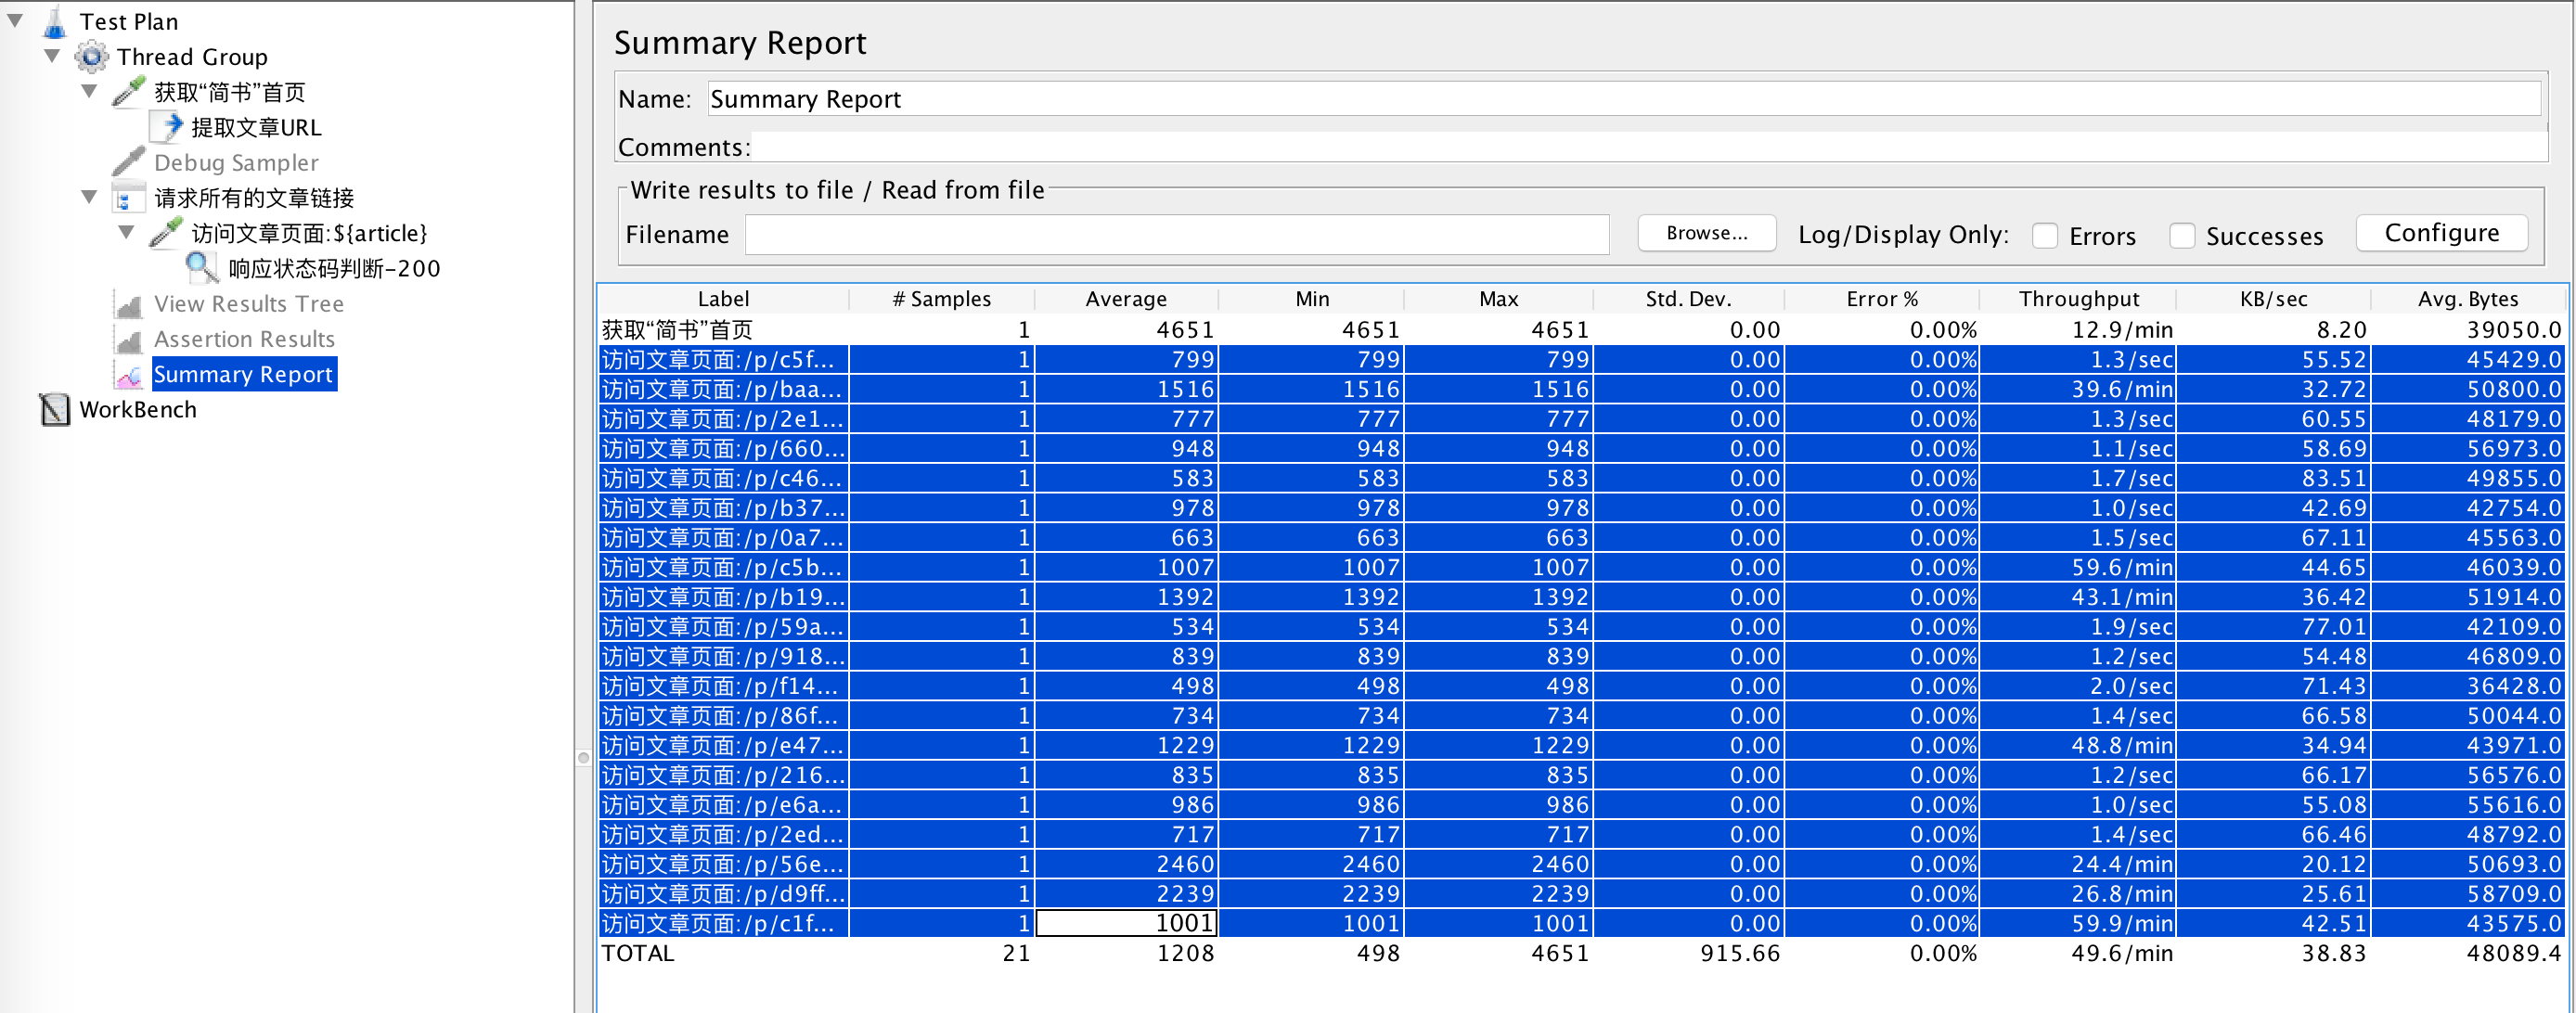 Test Plan
Thread Group
获取“简书”首页
提取文章URL
Debug Sampler
请求所有的文章链接
访问文章页面:${article}
响应状态码判断-200
View Results Tree
Assertion Results
Summary Report
WorkBench
Summary Report
Name: Summary Report
Comments:
Write results to file / Read from file
Filename Browse... Log/Display Only: Errors Successes Configure
Label # Samples Average Min Max Std. Dev. Error % Throughput KB/sec Avg. Bytes
获取“简书”首页 1 4651 4651 4651 0.00 0.00% 12.9/min 8.20 39050.0
访问文章页面:/p/c5f... 1 799 799 799 0.00 0.00% 1.3/sec 55.52 45429.0
访问文章页面:/p/baa... 1 1516 1516 1516 0.00 0.00% 39.6/min 32.72 50800.0
访问文章页面:/p/2e1... 1 777 777 777 0.00 0.00% 1.3/sec 60.55 48179.0
访问文章页面:/p/660... 1 948 948 948 0.00 0.00% 1.1/sec 58.69 56973.0
访问文章页面:/p/c46... 1 583 583 583 0.00 0.00% 1.7/sec 83.51 49855.0
访问文章页面:/p/b37... 1 978 978 978 0.00 0.00% 1.0/sec 42.69 42754.0
访问文章页面:/p/0a7... 1 663 663 663 0.00 0.00% 1.5/sec 67.11 45563.0
访问文章页面:/p/c5b... 1 1007 1007 1007 0.00 0.00% 59.6/min 44.65 46039.0
访问文章页面:/p/b19... 1 1392 1392 1392 0.00 0.00% 43.1/min 36.42 51914.0
访问文章页面:/p/59a... 1 534 534 534 0.00 0.00% 1.9/sec 77.01 42109.0
访问文章页面:/p/918... 1 839 839 839 0.00 0.00% 1.2/sec 54.48 46809.0
访问文章页面:/p/f14... 1 498 498 498 0.00 0.00% 2.0/sec 71.43 36428.0
访问文章页面:/p/86f... 1 734 734 734 0.00 0.00% 1.4/sec 66.58 50044.0
访问文章页面:/p/e47... 1 1229 1229 1229 0.00 0.00% 48.8/min 34.94 43971.0
访问文章页面:/p/216... 1 835 835 835 0.00 0.00% 1.2/sec 66.17 56576.0
访问文章页面:/p/e6a... 1 986 986 986 0.00 0.00% 1.0/sec 55.08 55616.0
访问文章页面:/p/2ed... 1 717 717 717 0.00 0.00% 1.4/sec 66.46 48792.0
访问文章页面:/p/56e... 1 2460 2460 2460 0.00 0.00% 24.4/min 20.12 50693.0
访问文章页面:/p/d9ff... 1 2239 2239 2239 0.00 0.00% 26.8/min 25.61 58709.0
访问文章页面:/p/c1f... 1 1001 1001 1001 0.00 0.00% 59.9/min 42.51 43575.0
TOTAL 21 1208 498 4651 915.66 0.00% 49.6/min 38.83 48089.4